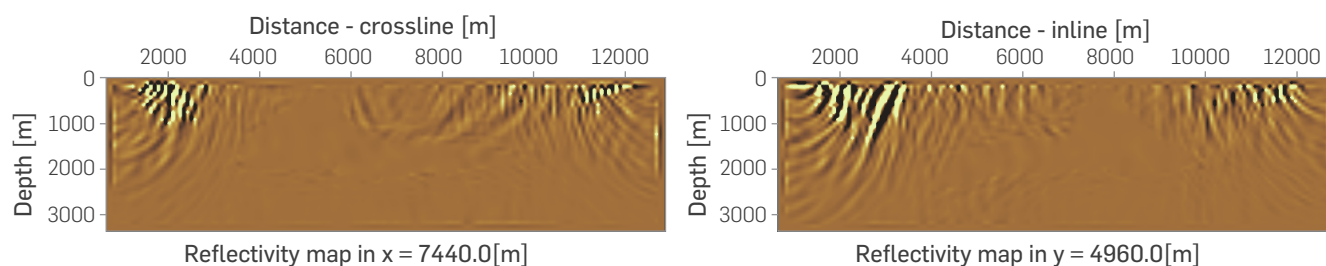 Distance - crossline [m]
2000 4000 6000 8000 10000 12000
0
1000
2000
3000
Depth [m]
Reflectivity map in x = 7440.0[m]
Distance - inline [m]
2000 4000 6000 8000 10000 12000
0
1000
2000
3000
Depth [m]
Reflectivity map in y = 4960.0[m]